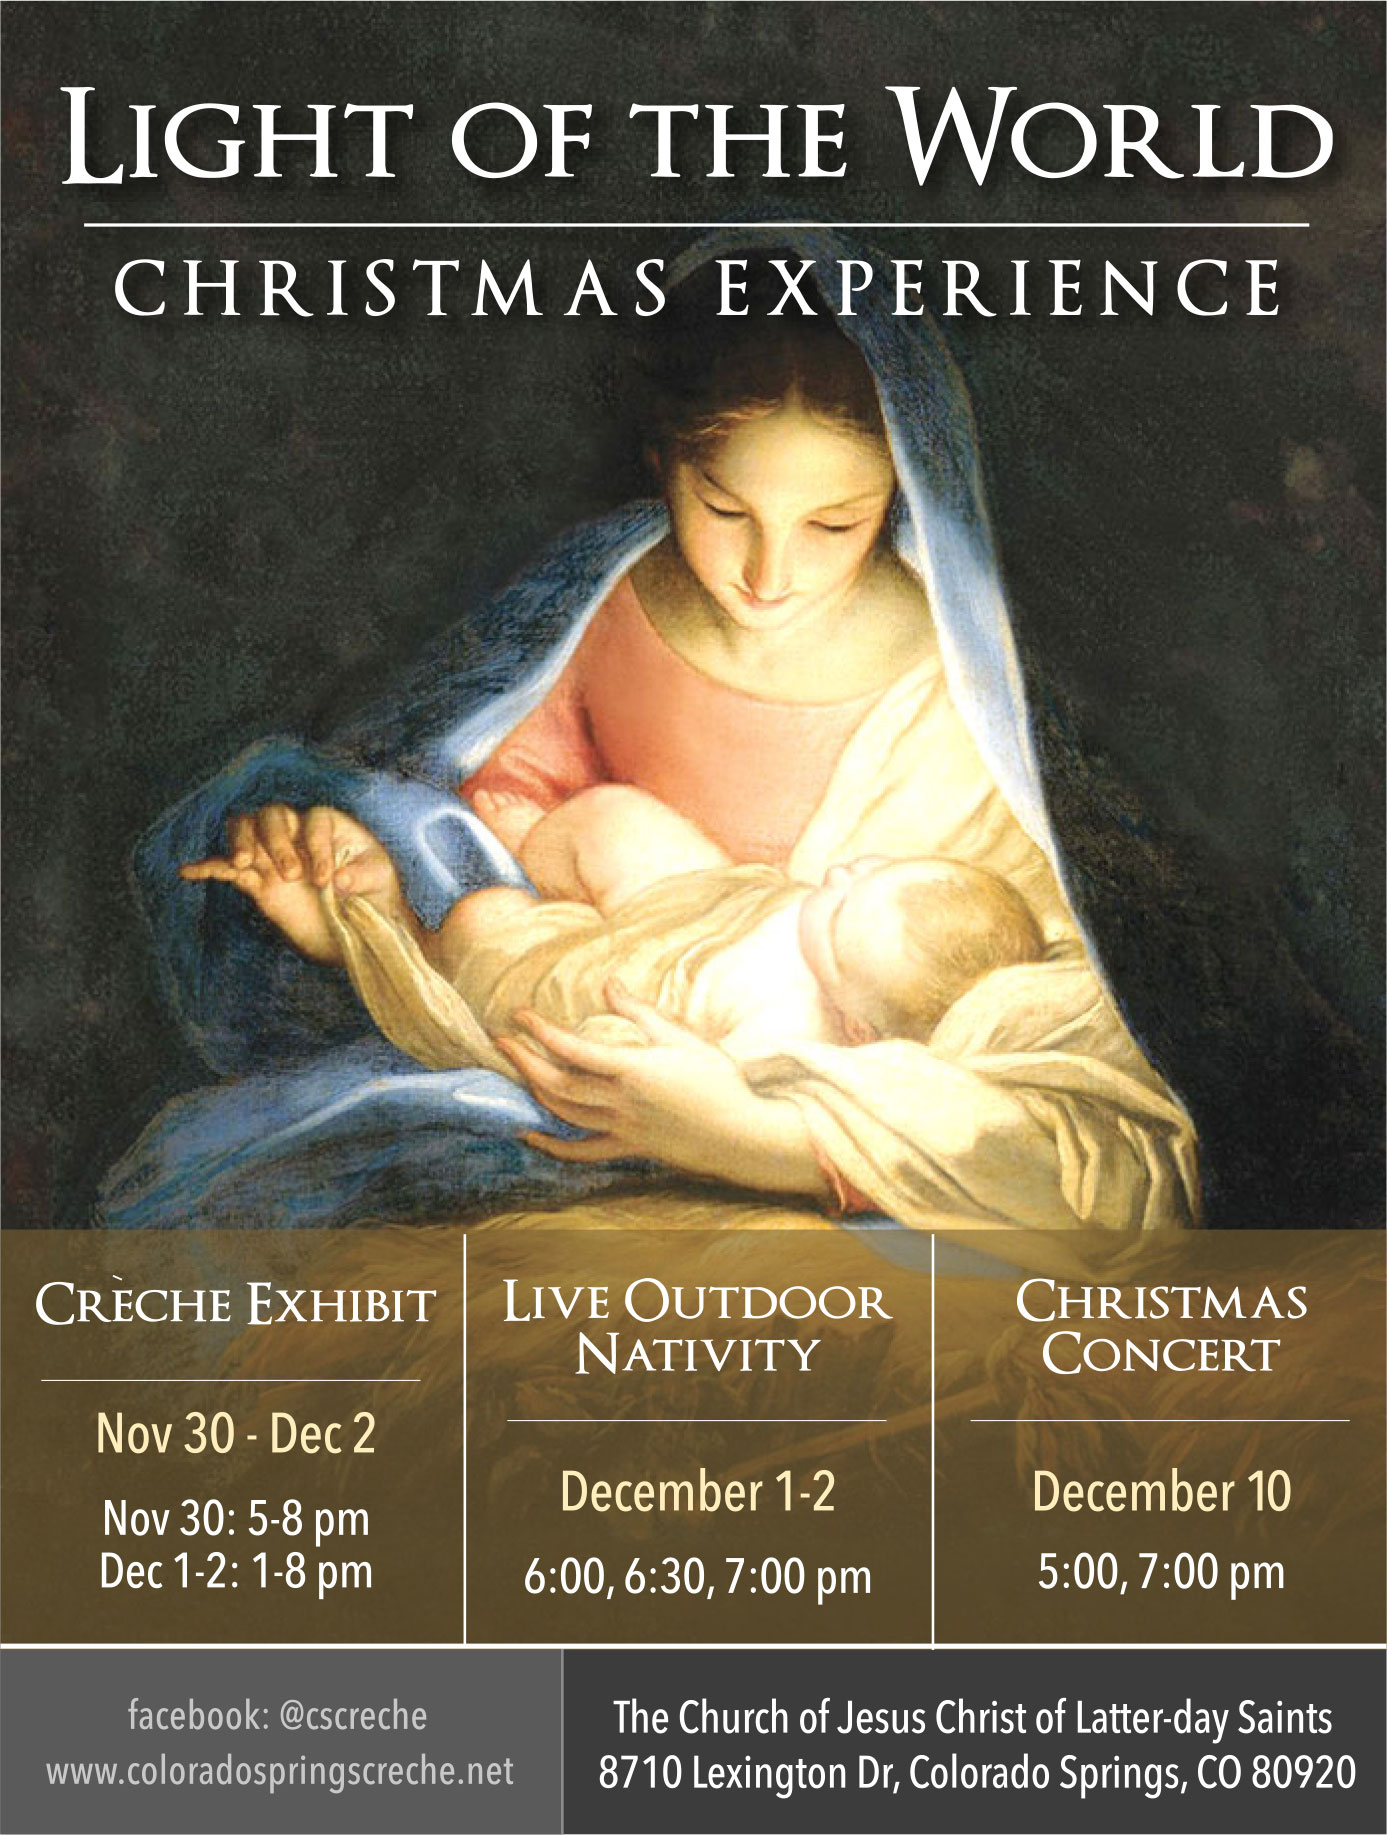 LIGHT OF THE WORLD
CHRISTMAS EXPERIENCE
CRÈCHE EXHIBIT
Nov 30 - Dec 2
Nov 30: 5-8 pm
Dec 1-2: 1-8 pm
LIVE OUTDOOR
NATIVITY
December 1-2
6:00, 6:30, 7:00 pm
CHRISTMAS
CONCERT
December 10
5:00, 7:00 pm
facebook: @cscreche
www.coloradospringscreche.net
The Church of Jesus Christ of Latter-day Saints
8710 Lexington Dr, Colorado Springs, CO 80920